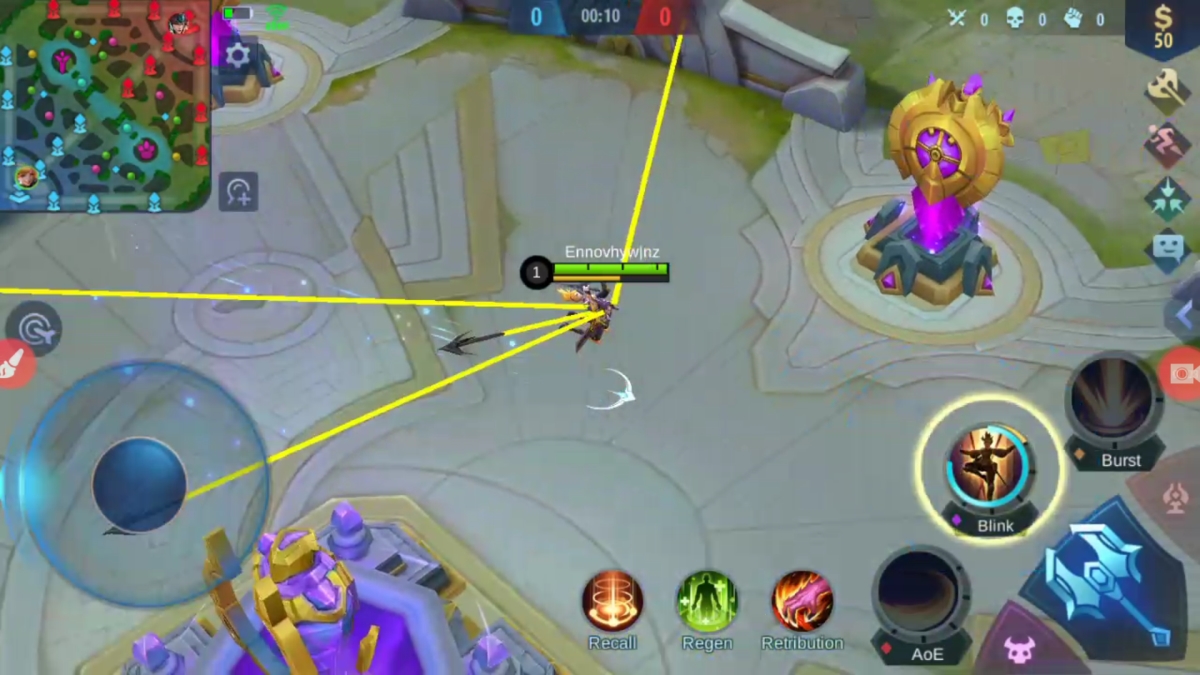 0 00:10 0
0 0 0
$
50
Ennovhywjnz
1
Burst
Blink
Recall Regen Retribution
AoE